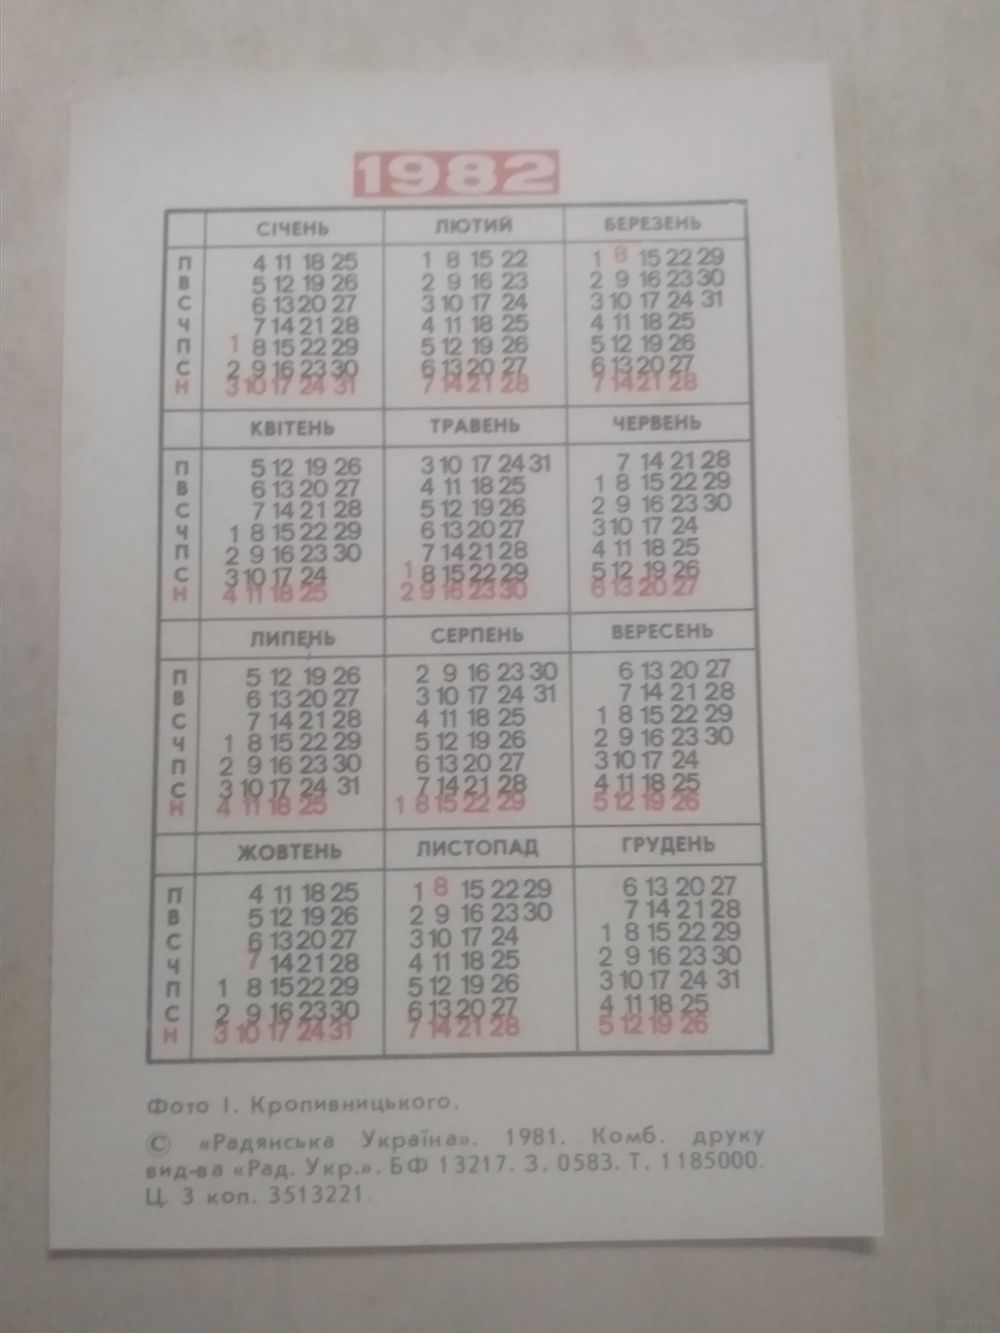 1982
СІЧЕНЬ ЛЮТИЙ БЕРЕЗЕНЬ
П 4 11 18 25 1 8 15 22 1 8 15 22 29
В 5 12 19 26 2 9 16 23 2 9 16 23 30
С 6 13 20 27 3 10 17 24 3 10 17 24 31
Ч 7 14 21 28 4 11 18 25 4 11 18 25
П 1 8 15 22 29 5 12 19 26 5 12 19 26
С 2 9 16 23 30 6 13 20 27 6 13 20 27
Н 3 10 17 24 31 7 14 21 28 7 14 21 28
КВІТЕНЬ ТРАВЕНЬ ЧЕРВЕНЬ
П 5 12 19 26 3 10 17 24 31 7 14 21 28
В 6 13 20 27 4 11 18 25 1 8 15 22 29
С 7 14 21 28 5 12 19 26 2 9 16 23 30
Ч 1 8 15 22 29 6 13 20 27 3 10 17 24
П 2 9 16 23 30 7 14 21 28 4 11 18 25
С 3 10 17 24 1 8 15 22 29 5 12 19 26
Н 4 11 18 25 2 9 16 23 30 6 13 20 27
ЛИПЕНЬ СЕРПЕНЬ ВЕРЕСЕНЬ
П 5 12 19 26 2 9 16 23 30 6 13 20 27
В 6 13 20 27 3 10 17 24 31 7 14 21 28
С 7 14 21 28 4 11 18 25 1 8 15 22 29
Ч 1 8 15 22 29 5 12 19 26 2 9 16 23 30
П 2 9 16 23 30 6 13 20 27 3 10 17 24
С 3 10 17 24 31 7 14 21 28 4 11 18 25
Н 4 11 18 25 1 8 15 22 29 5 12 19 26
ЖОВТЕНЬ ЛИСТОПАД ГРУДЕНЬ
П 4 11 18 25 1 8 15 22 29 6 13 20 27
В 5 12 19 26 2 9 16 23 30 7 14 21 28
С 6 13 20 27 3 10 17 24 1 8 15 22 29
Ч 7 14 21 28 4 11 18 25 2 9 16 23 30
П 1 8 15 22 29 5 12 19 26 3 10 17 24 31
С 2 9 16 23 30 6 13 20 27 4 11 18 25
Н 3 10 17 24 31 7 14 21 28 5 12 19 26
Фото І. Кропивницького.
© «Радянська Україна». 1981. Комб. друку
вид-ва «Рад. Укр.». БФ 13217. З. 0583. Т. 1185000.
Ц. 3 коп. 3513221